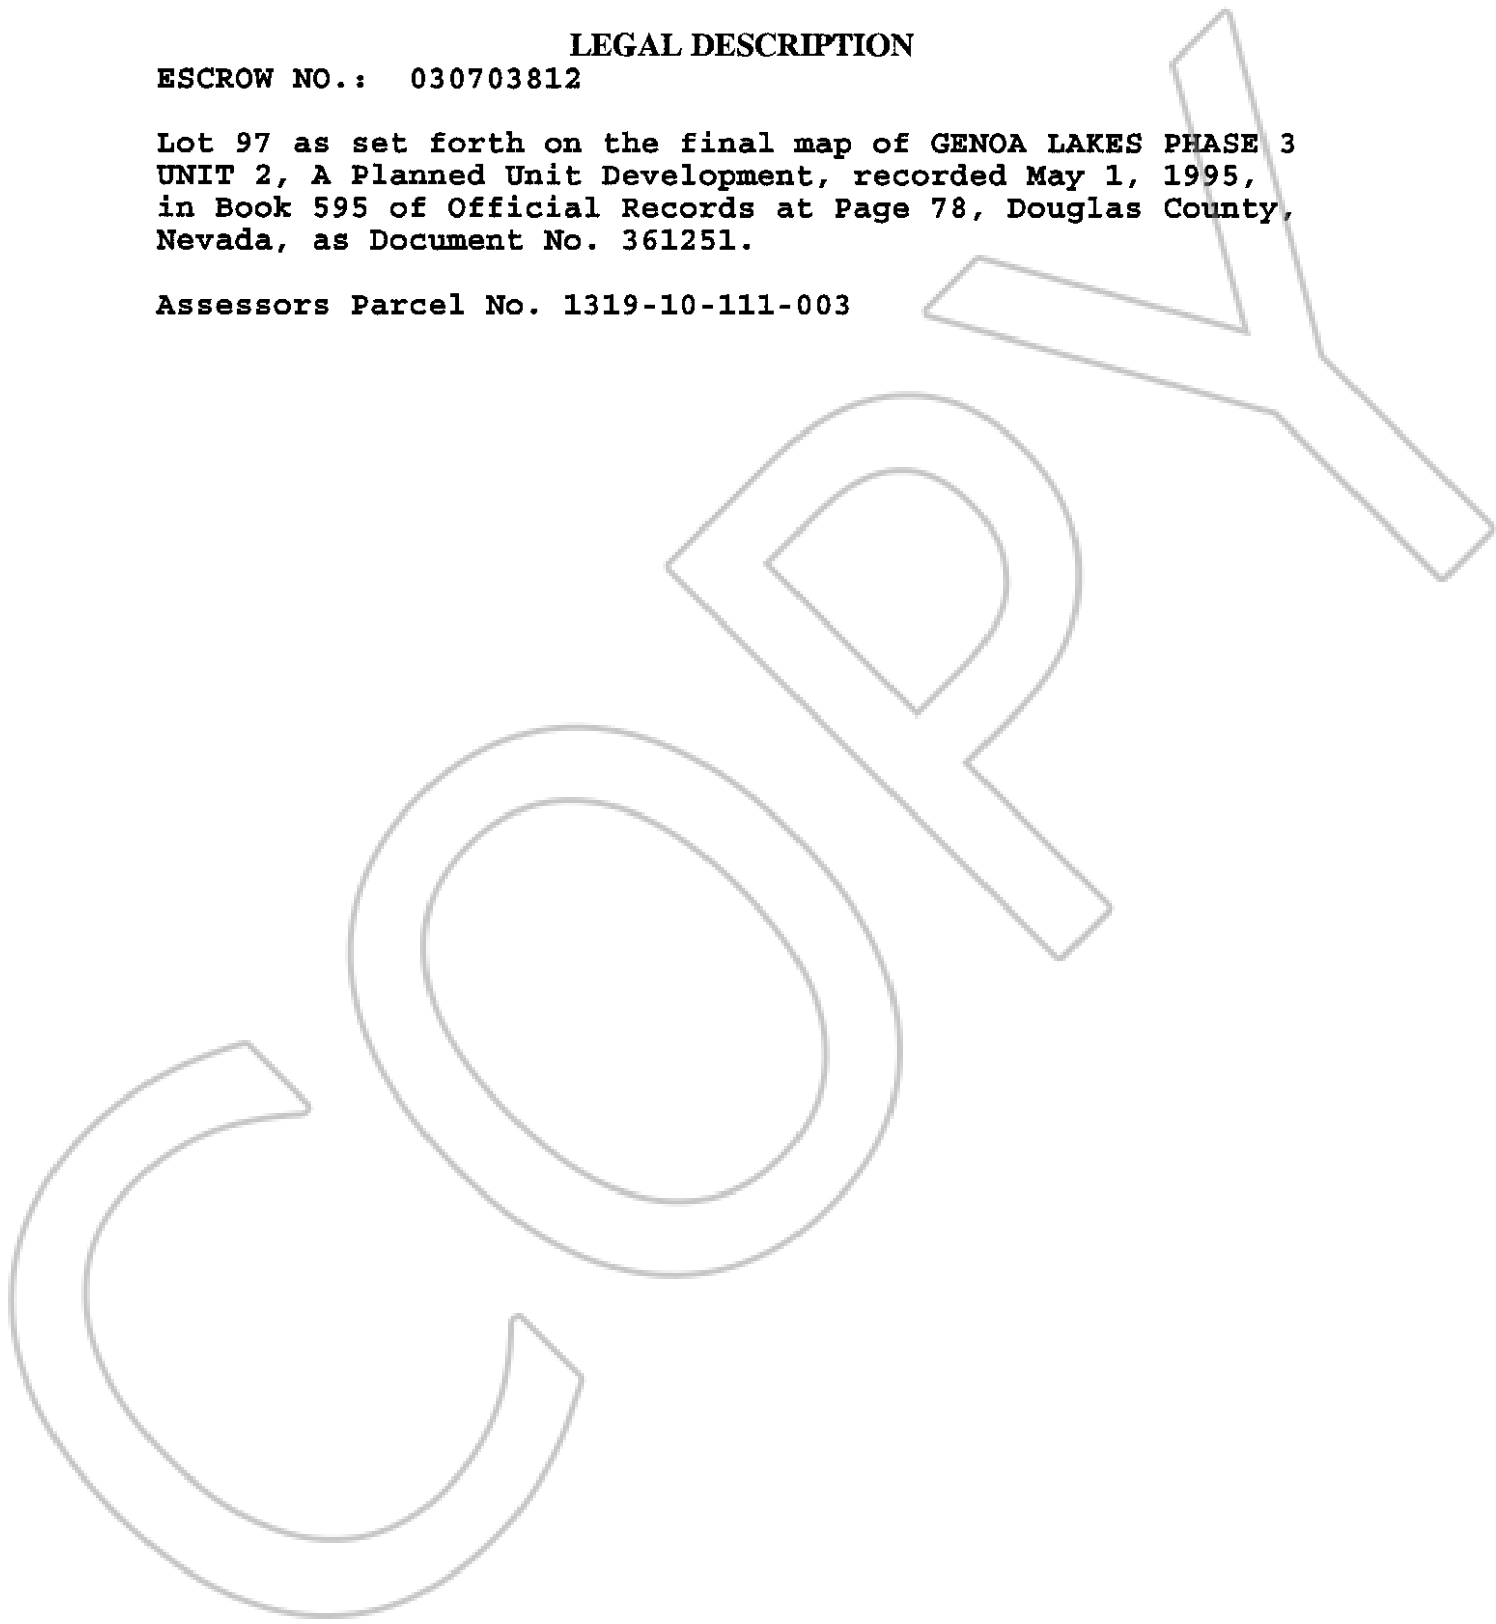 LEGAL DESCRIPTION
ESCROW NO.: 030703812
Lot 97 as set forth on the final map of GENOA LAKES PHASE 3
UNIT 2, A Planned Unit Development, recorded May 1, 1995,
in Book 595 of Official Records at Page 78, Douglas County,
Nevada, as Document No. 361251.
Assessors Parcel No. 1319-10-111-003
COPY